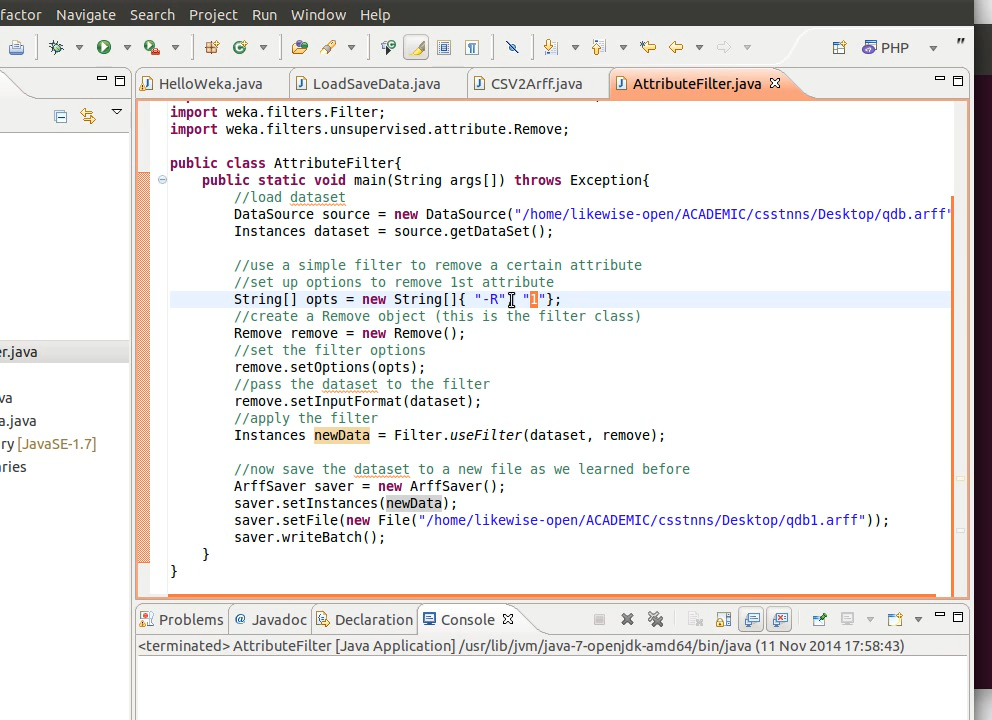 factor Navigate Search Project Run Window Help
PHP "
HelloWeka.java LoadSaveData.java CSV2Arff.java AttributeFilter.java
import weka.filters.Filter;
import weka.filters.unsupervised.attribute.Remove;
public class AttributeFilter{
public static void main(String args[]) throws Exception{
//load dataset
DataSource source = new DataSource("/home/likewise-open/ACADEMIC/csstnns/Desktop/qdb.arff"
Instances dataset = source.getDataSet();
//use a simple filter to remove a certain attribute
//set up options to remove 1st attribute
String[] opts = new String[]{ "-R" "1"};
//create a Remove object (this is the filter class)
Remove remove = new Remove();
//set the filter options
er.java
remove.setOptions(opts);
//pass the dataset to the filter
va
remove.setInputFormat(dataset);
a.java
//apply the filter
ry [JavaSE-1.7]
Instances newData = Filter.useFilter(dataset, remove);
ries
//now save the dataset to a new file as we learned before
ArffSaver saver = new ArffSaver();
saver.setInstances(newData);
saver.setFile(new File("/home/likewise-open/ACADEMIC/csstnns/Desktop/qdb1.arff"));
saver.writeBatch();
}
}
Problems @ Javadoc Declaration Console
<terminated> AttributeFilter [Java Application] /usr/lib/jvm/java-7-openjdk-amd64/bin/java (11 Nov 2014 17:58:43)